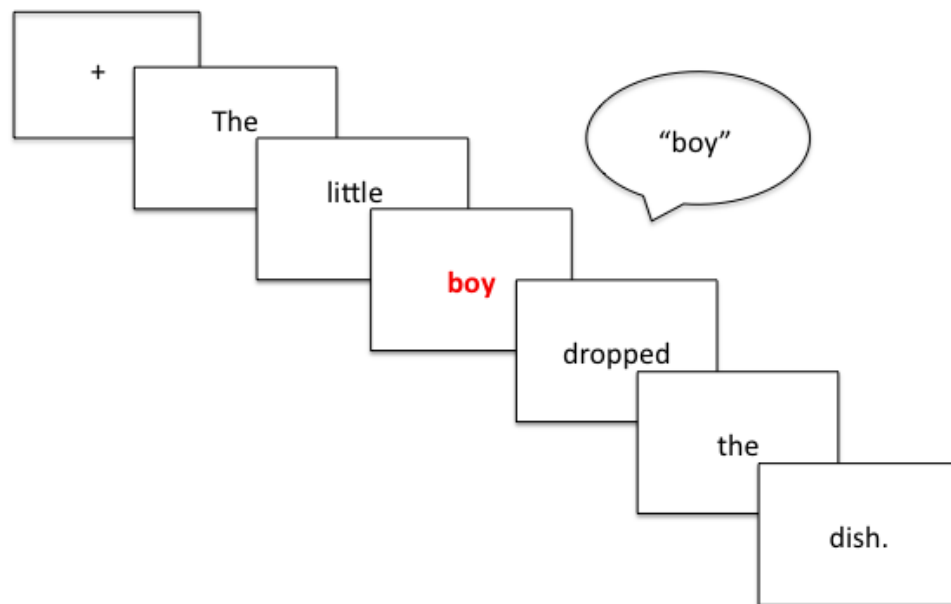 +
The
little
“boy”
boy
dropped
the
dish.